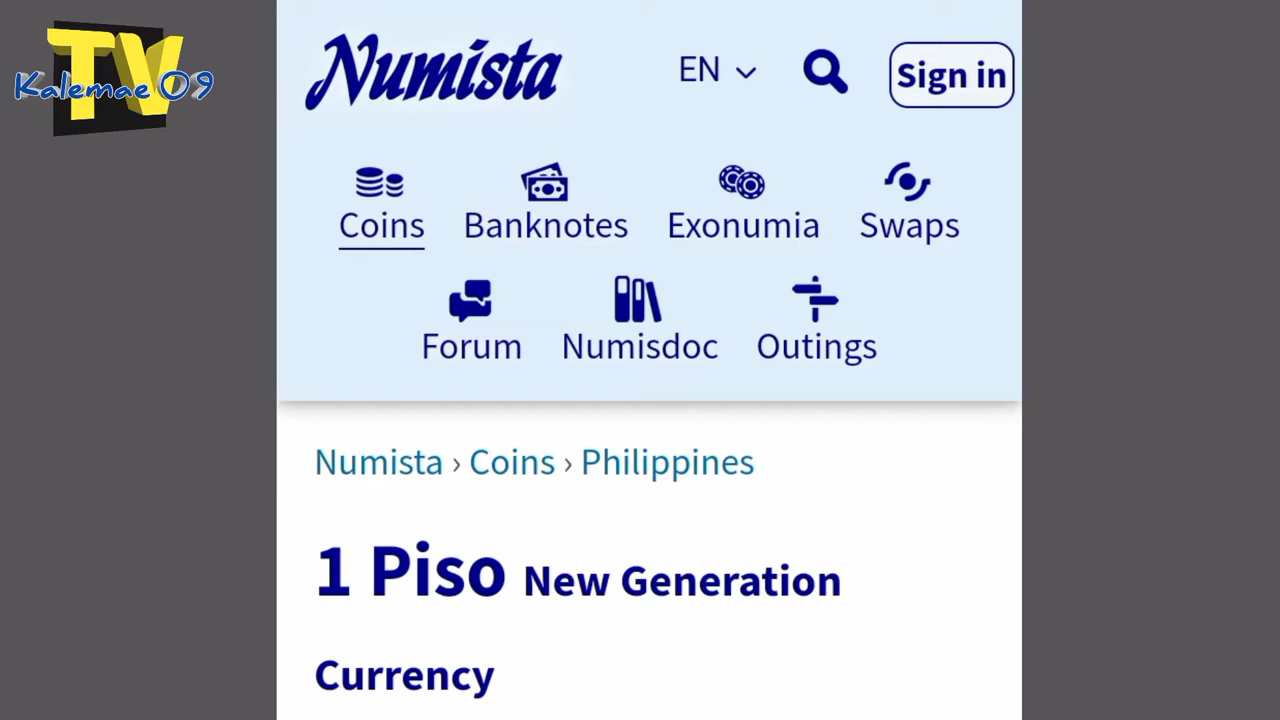 TV
Kalemae 09
Numista
EN
Sign in
Coins
Banknotes
Exonumia
Swaps
Forum
Numisdoc
Outings
Numista › Coins › Philippines
1 Piso New Generation
Currency